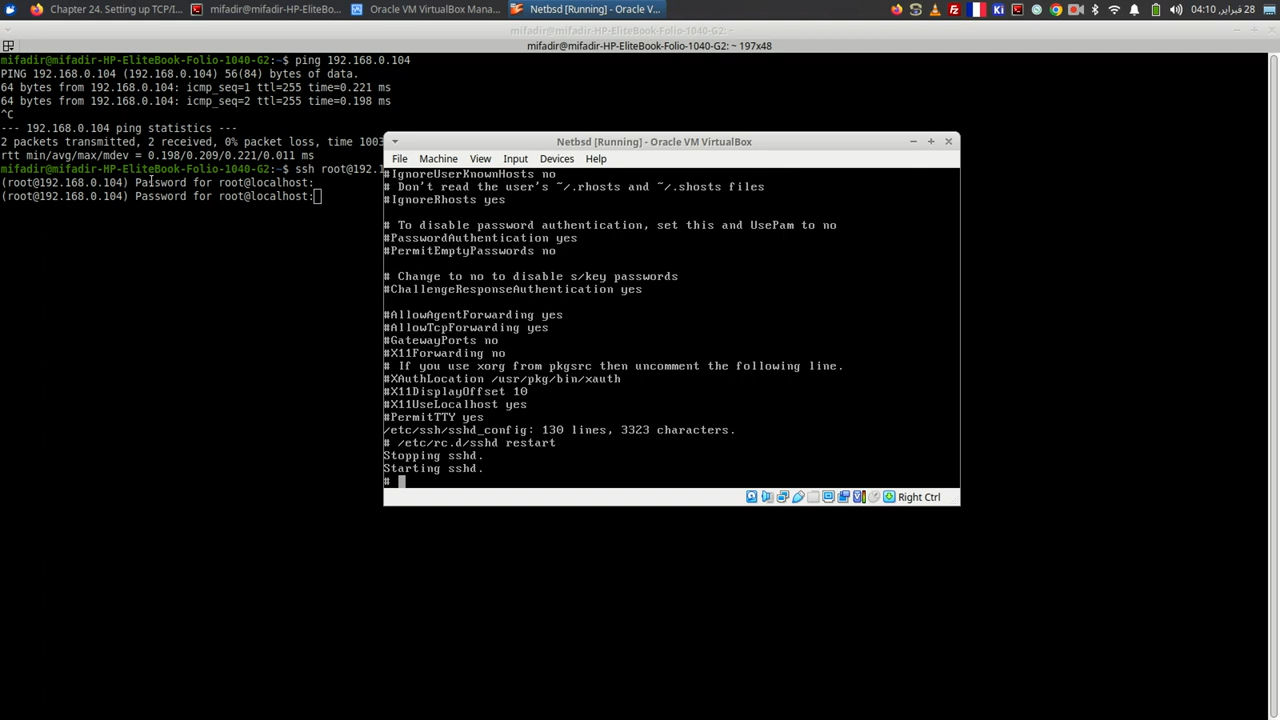 Chapter 24. Setting up TCP/I...
mifadir@mifadir-HP-EliteBo...
Oracle VM VirtualBox Mana...
Netbsd [Running] - Oracle V...
Ki
04:10 ,28 فبراير
mifadir@mifadir-HP-EliteBook-Folio-1040-G2: ~
mifadir@mifadir-HP-EliteBook-Folio-1040-G2: ~ 197x48
mifadir@mifadir-HP-EliteBook-Folio-1040-G2:~$ ping 192.168.0.104
PING 192.168.0.104 (192.168.0.104) 56(84) bytes of data.
64 bytes from 192.168.0.104: icmp_seq=1 ttl=255 time=0.221 ms
64 bytes from 192.168.0.104: icmp_seq=2 ttl=255 time=0.198 ms
^C
--- 192.168.0.104 ping statistics ---
2 packets transmitted, 2 received, 0% packet loss, time 1003
rtt min/avg/max/mdev = 0.198/0.209/0.221/0.011 ms
mifadir@mifadir-HP-EliteBook-Folio-1040-G2:~$ ssh root@192.1
(root@192.168.0.104) Password for root@localhost:
(root@192.168.0.104) Password for root@localhost:
Netbsd [Running] - Oracle VM VirtualBox
File Machine View Input Devices Help
#IgnoreUserKnownHosts no
# Don't read the user's ~/.rhosts and ~/.shosts files
#IgnoreRhosts yes
# To disable password authentication, set this and UsePam to no
#PasswordAuthentication yes
#PermitEmptyPasswords no
# Change to no to disable s/key passwords
#ChallengeResponseAuthentication yes
#AllowAgentForwarding yes
#AllowTcpForwarding yes
#GatewayPorts no
#X11Forwarding no
# If you use xorg from pkgsrc then uncomment the following line.
#XAuthLocation /usr/pkg/bin/xauth
#X11DisplayOffset 10
#X11UseLocalhost yes
#PermitTTY yes
/etc/ssh/sshd_config: 130 lines, 3323 characters.
# /etc/rc.d/sshd restart
Stopping sshd.
Starting sshd.
#
Right Ctrl